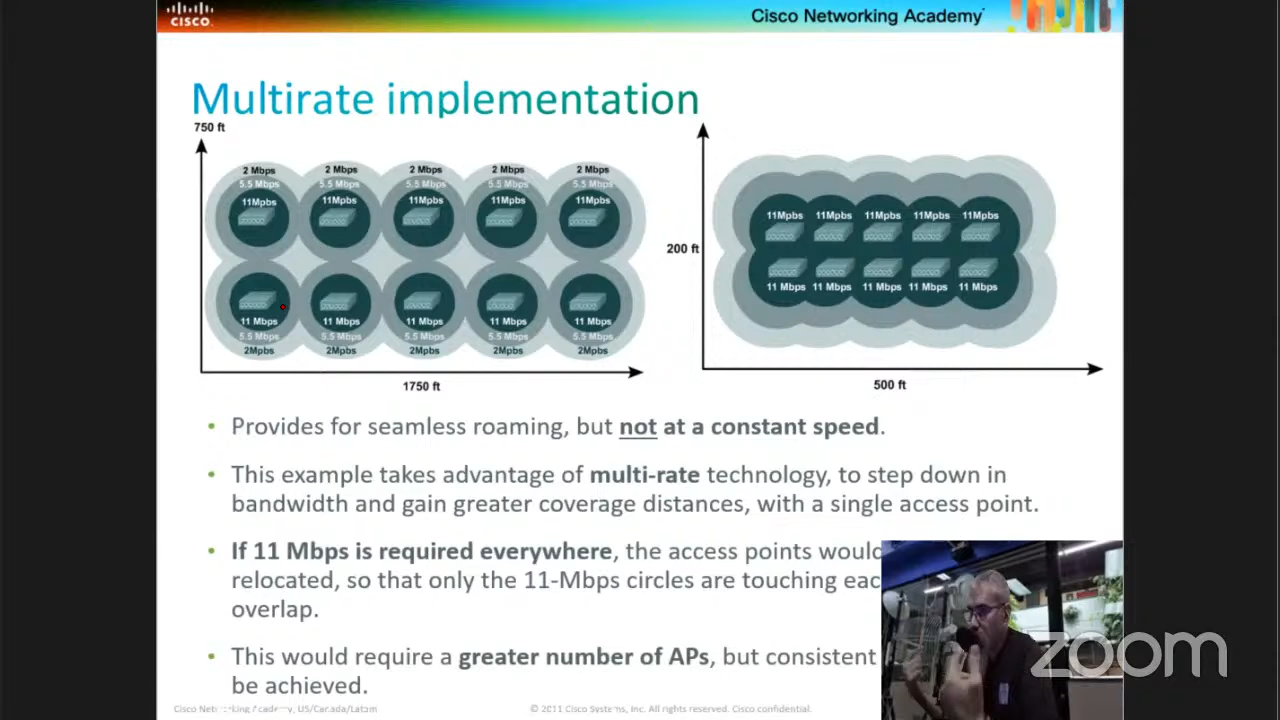 CISCO
Cisco Networking Academy
Multirate implementation
750 ft
2 Mbps 2 Mbps 2 Mbps 2 Mbps 2 Mbps
5.5 Mbps 5.5 Mbps 5.5 Mbps 5.5 Mbps 5.5 Mbps
11Mpbs 11Mpbs 11Mpbs 11Mpbs 11Mpbs
11 Mbps 11 Mbps 11 Mbps 11 Mbps 11 Mbps
5.5 Mbps 5.5 Mbps 5.5 Mbps 5.5 Mbps 5.5 Mbps
2Mpbs 2Mpbs 2Mpbs 2Mpbs 2Mpbs
1750 ft
200 ft
11Mpbs 11Mpbs 11Mpbs 11Mpbs 11Mpbs
11 Mbps 11 Mbps 11 Mbps 11 Mbps 11 Mbps
500 ft
• Provides for seamless roaming, but not at a constant speed.
• This example takes advantage of multi-rate technology, to step down in
bandwidth and gain greater coverage distances, with a single access point.
• If 11 Mbps is required everywhere, the access points would
relocated, so that only the 11-Mbps circles are touching eac
overlap.
• This would require a greater number of APs, but consistent
be achieved.
Cisco Networking Academy, US/Canada/Latam
© 2011 Cisco Systems, Inc. All rights reserved. Cisco confidential.
zoom